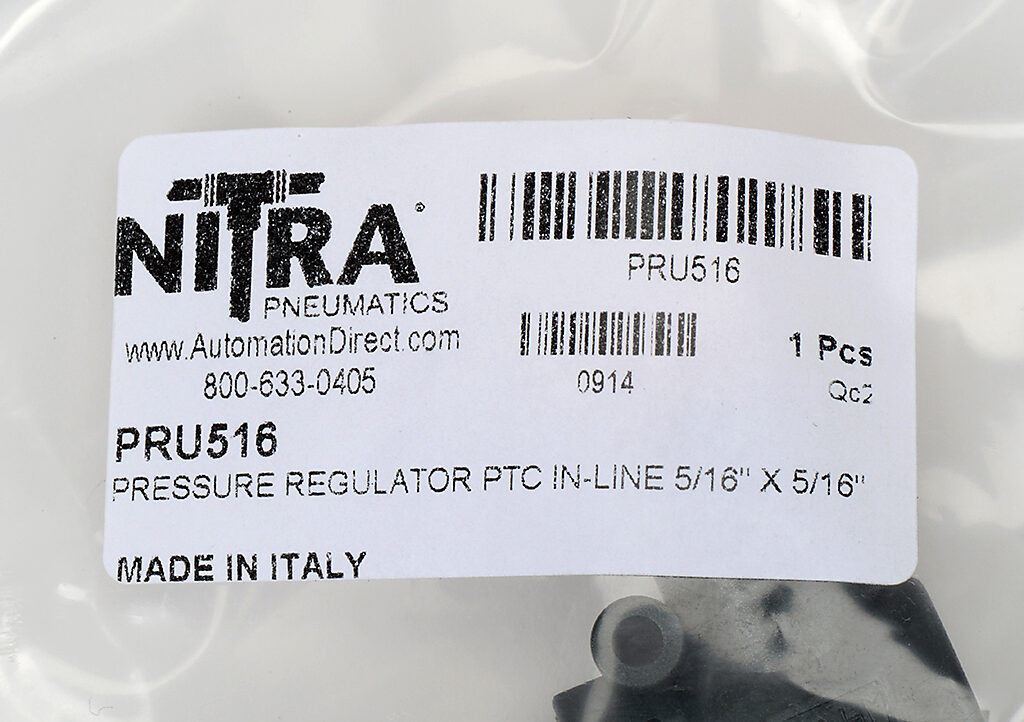 NITRA®
PNEUMATICS
www.AutomationDirect.com
800-633-0405
PRU516
0914
1 Pcs
Qc2
PRU516
PRESSURE REGULATOR PTC IN-LINE 5/16" X 5/16"
MADE IN ITALY